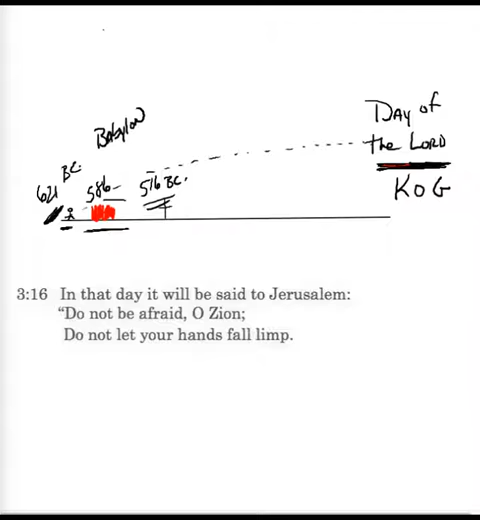 Babylon
Day of
the LORD
621 BC.
586-
516 BC.
KOG
3:16 In that day it will be said to Jerusalem:
"Do not be afraid, O Zion;
Do not let your hands fall limp.